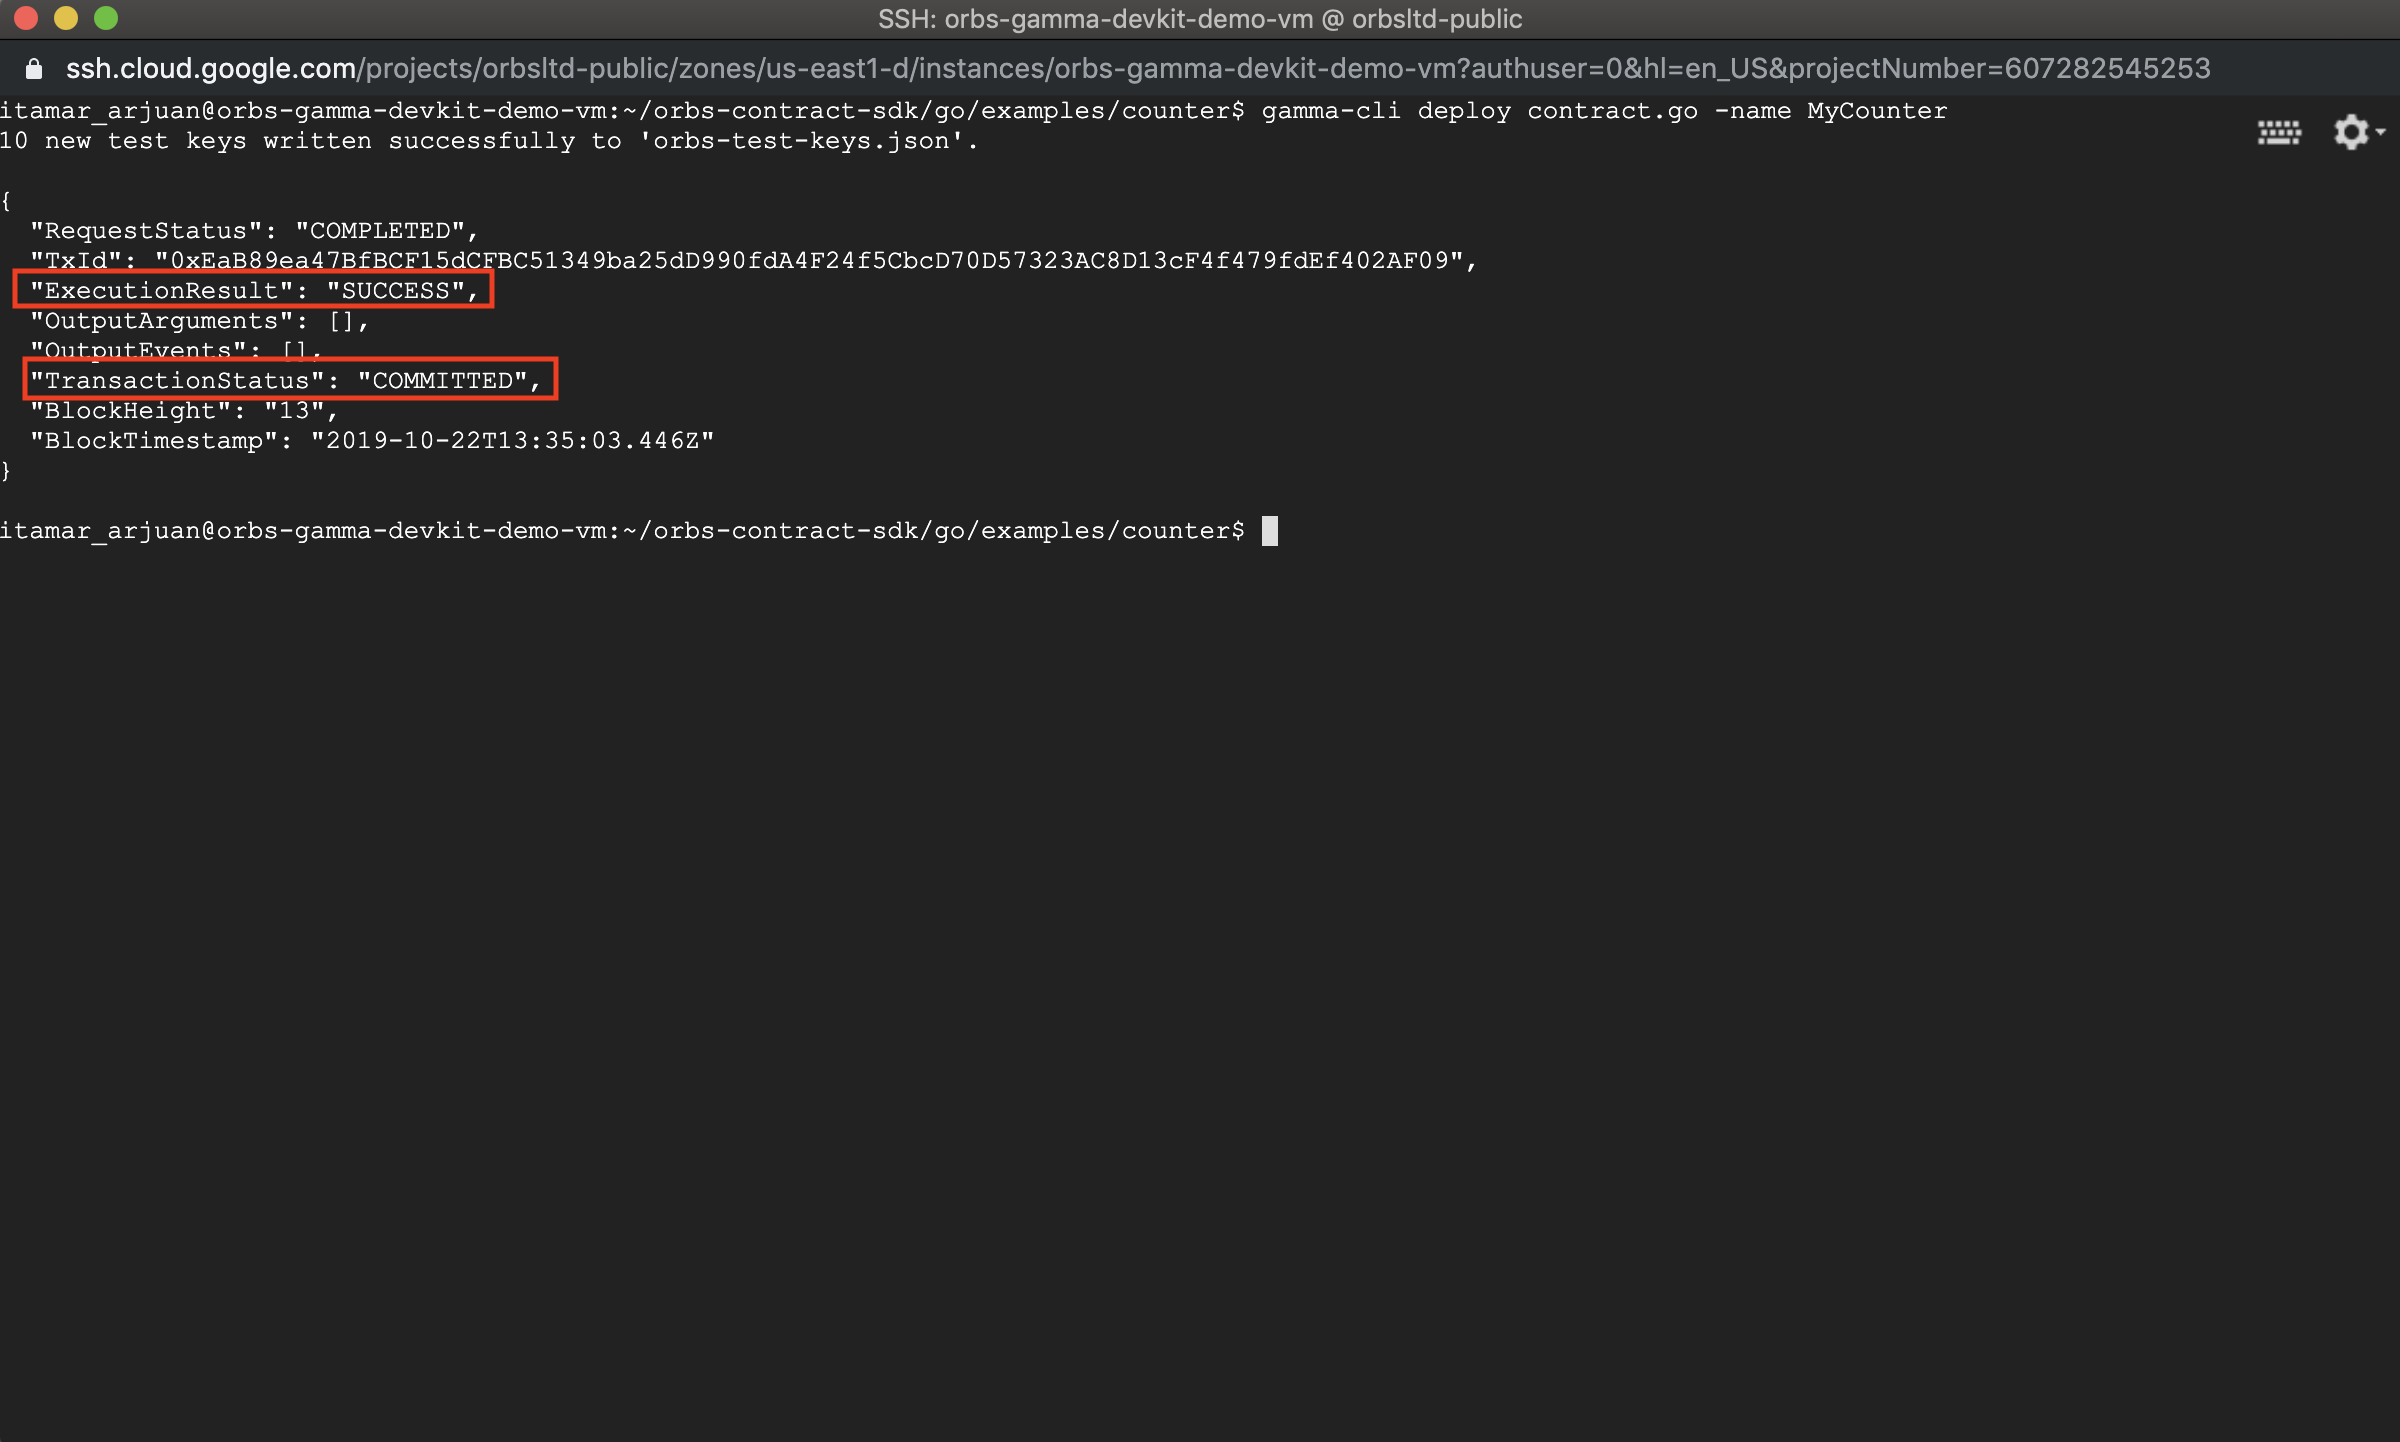 SSH: orbs-gamma-devkit-demo-vm @ orbsltd-public
ssh.cloud.google.com/projects/orbsltd-public/zones/us-east1-d/instances/orbs-gamma-devkit-demo-vm?authuser=0&hl=en_US&projectNumber=607282545253
itamar_arjuan@orbs-gamma-devkit-demo-vm:~/orbs-contract-sdk/go/examples/counter$ gamma-cli deploy contract.go -name MyCounter
10 new test keys written successfully to 'orbs-test-keys.json'.
{
"RequestStatus": "COMPLETED",
"TxId": "0xEaB89ea47BfBCF15dCFBC51349ba25dD990fdA4F24f5CbcD70D57323AC8D13cF4f479fdEf402AF09",
"ExecutionResult": "SUCCESS",
"OutputArguments": [],
"OutputEvents": [],
"TransactionStatus": "COMMITTED",
"BlockHeight": "13",
"BlockTimestamp": "2019-10-22T13:35:03.446Z"
}
itamar_arjuan@orbs-gamma-devkit-demo-vm:~/orbs-contract-sdk/go/examples/counter$